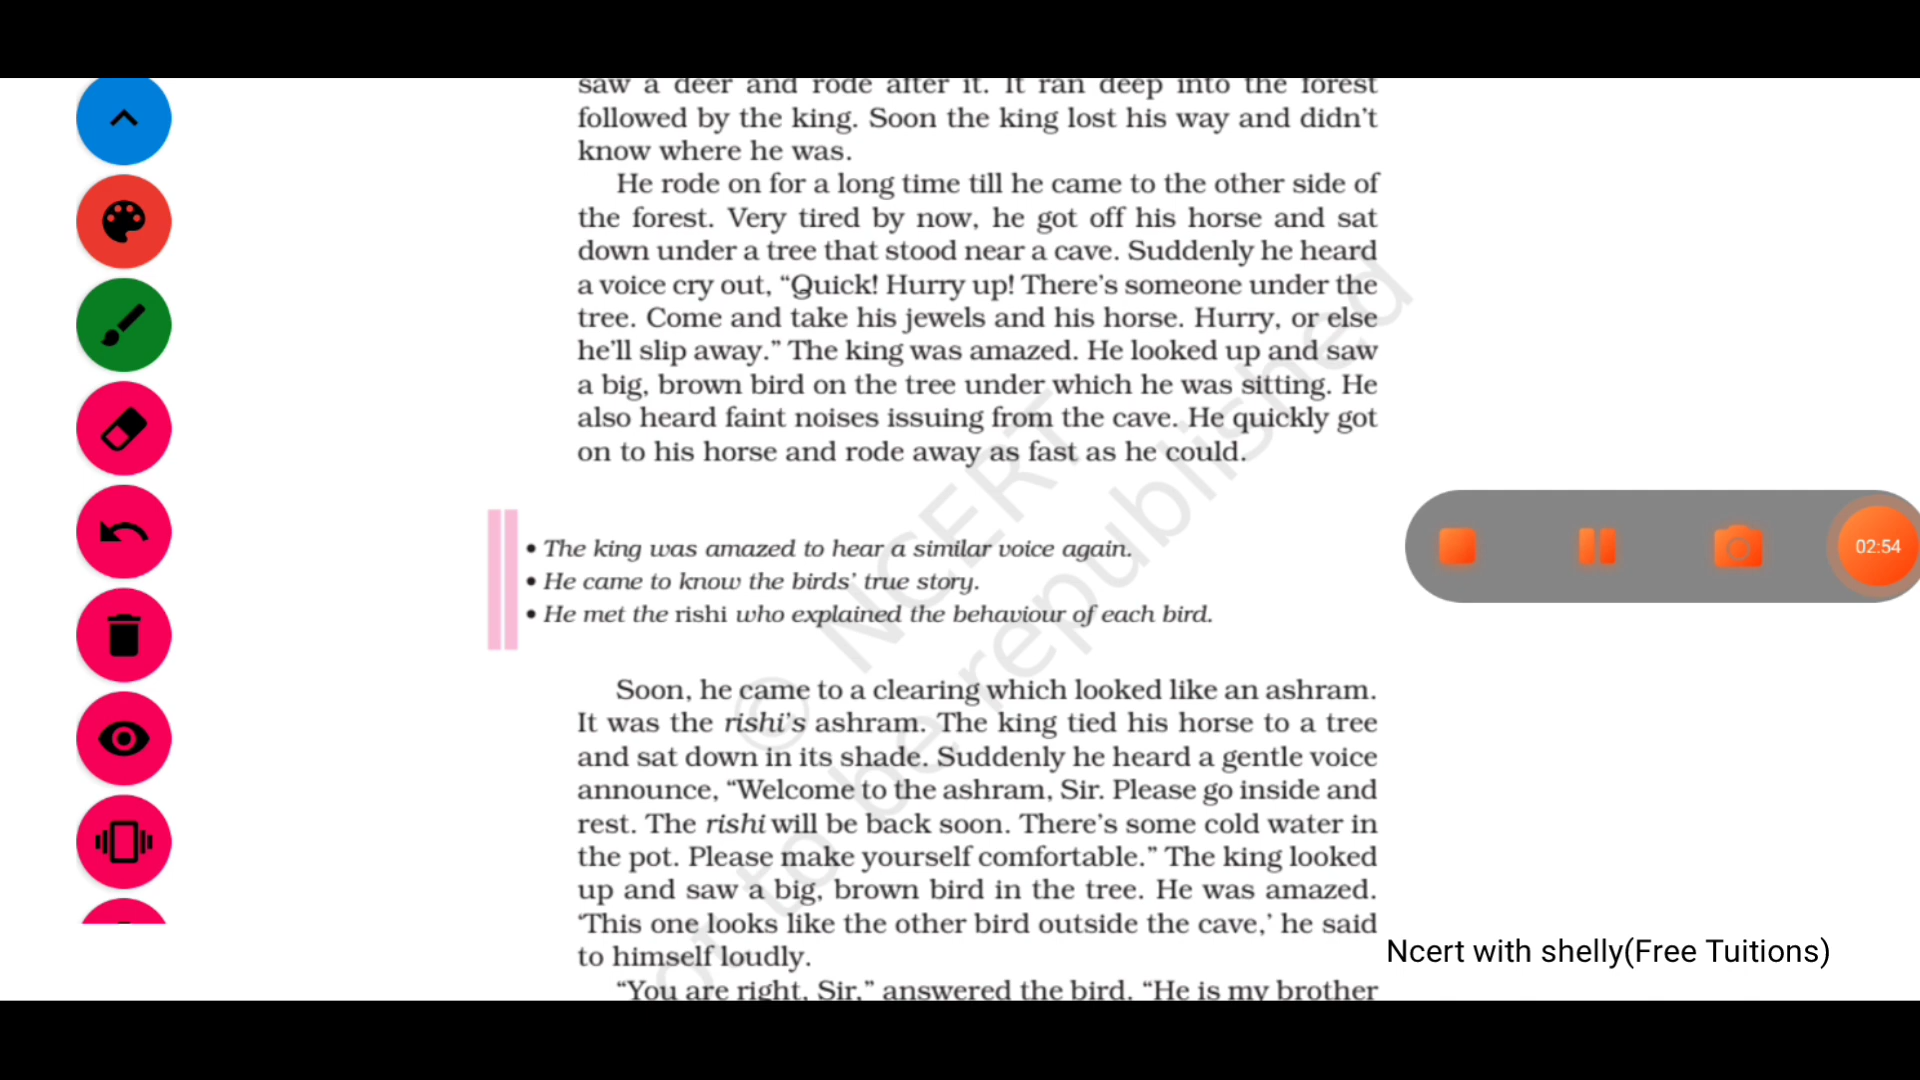 saw a deer and rode after it. It ran deep into the forest
followed by the king. Soon the king lost his way and didn't
know where he was.
He rode on for a long time till he came to the other side of
the forest. Very tired by now, he got off his horse and sat
down under a tree that stood near a cave. Suddenly he heard
a voice cry out, “Quick! Hurry up! There's someone under the
tree. Come and take his jewels and his horse. Hurry, or else
he'll slip away.” The king was amazed. He looked up and saw
a big, brown bird on the tree under which he was sitting. He
also heard faint noises issuing from the cave. He quickly got
on to his horse and rode away as fast as he could.
• The king was amazed to hear a similar voice again.
• He came to know the birds' true story.
• He met the rishi who explained the behaviour of each bird.
02:54
Soon, he came to a clearing which looked like an ashram.
It was the rishi's ashram. The king tied his horse to a tree
and sat down in its shade. Suddenly he heard a gentle voice
announce, “Welcome to the ashram, Sir. Please go inside and
rest. The rishi will be back soon. There's some cold water in
the pot. Please make yourself comfortable.” The king looked
up and saw a big, brown bird in the tree. He was amazed.
‘This one looks like the other bird outside the cave,’ he said
to himself loudly.
“You are right, Sir,” answered the bird. “He is my brother
Ncert with shelly(Free Tuitions)
© NCERT
to be republished